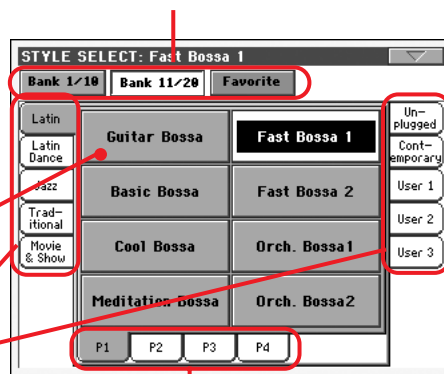 STYLE SELECT: Fast Bossa 1
Bank 1/10 Bank 11/20 Favorite
Latin
Latin
Dance
Jazz
Trad-
itional
Movie
& Show
Guitar Bossa Fast Bossa 1
Basic Bossa Fast Bossa 2
Cool Bossa Orch. Bossa1
Meditation Bossa Orch. Bossa2
Un-
plugged
Cont-
emporary
User 1
User 2
User 3
P1 P2 P3 P4